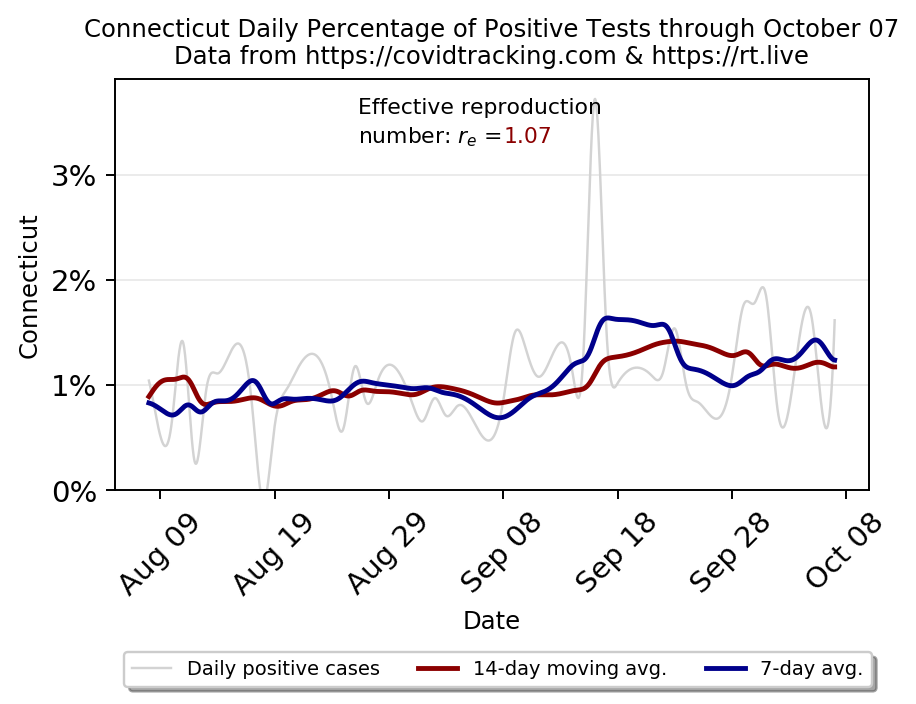 Connecticut Daily Percentage of Positive Tests through October 07
Data from https://covidtracking.com & https://rt.live
Effective reproduction
number: rₑ =1.07
3%
2%
1%
0%
Connecticut
Aug 09
Aug 19
Aug 29
Sep 08
Sep 18
Sep 28
Oct 08
Date
Daily positive cases
14-day moving avg.
7-day avg.